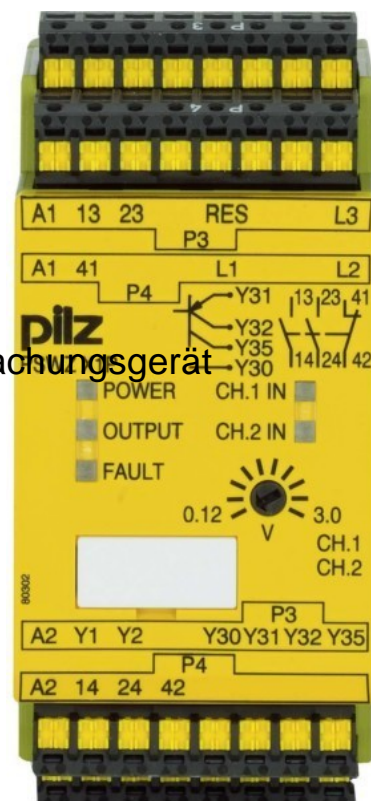 P 3
P 4
A1 13 23 RES L3
P3
A1 41 L1 L2
P4
Y31 13 23 41
pilz
Y32
Y35
achungsgerät
Y30 14 24 42
POWER CH.1 IN
OUTPUT CH.2 IN
FAULT
0.12 3.0
V
CH.1
CH.2
80302
P3
A2 Y1 Y2 Y30 Y31 Y32 Y35
P4
A2 14 24 42